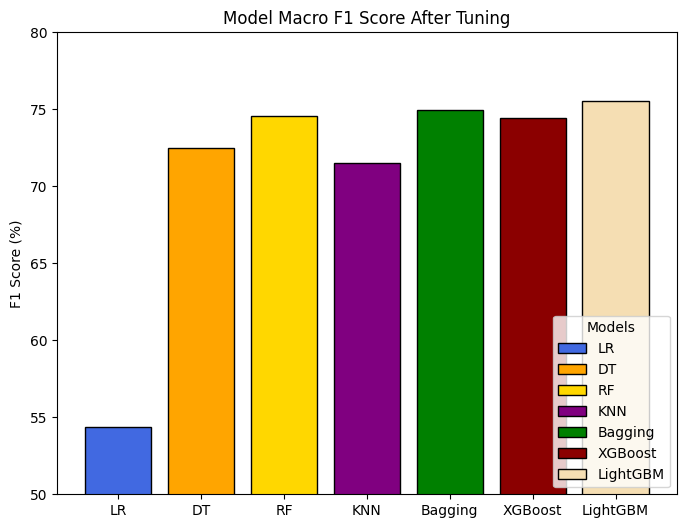 Model Macro F1 Score After Tuning
F1 Score (%)
80
75
70
65
60
55
50
LR
DT
RF
KNN
Bagging
XGBoost
LightGBM
Models
LR
DT
RF
KNN
Bagging
XGBoost
LightGBM